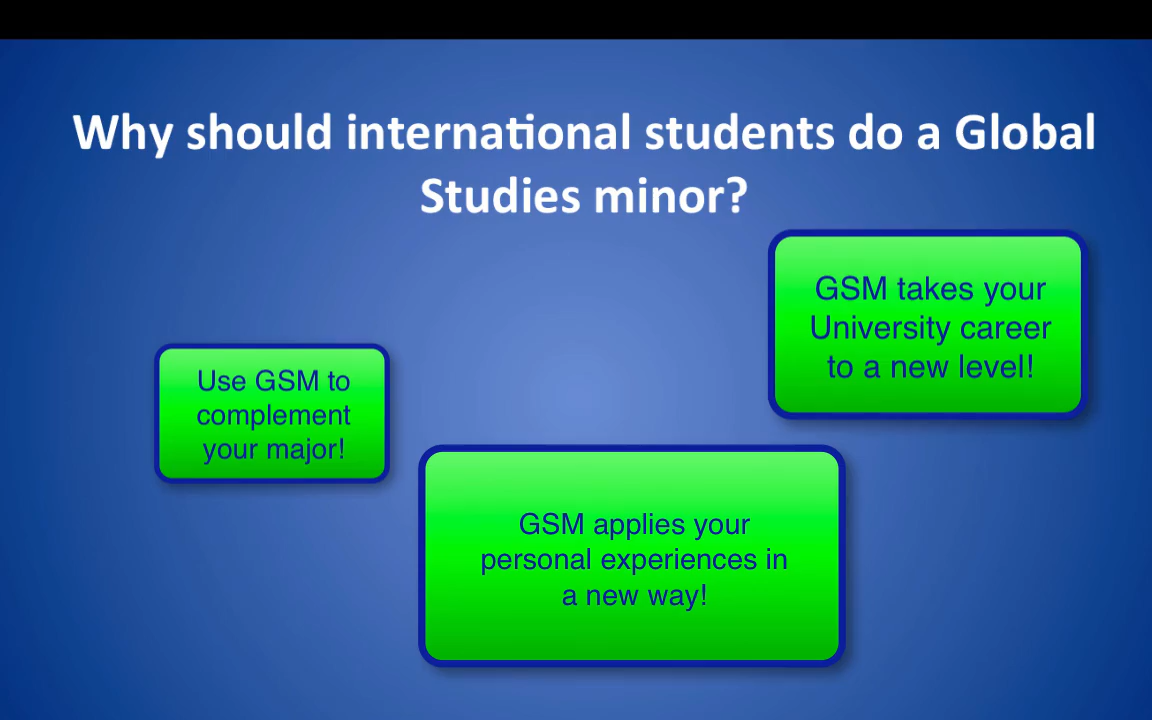 Why should international students do a Global
Studies minor?
GSM takes your
University career
to a new level!
Use GSM to
complement
your major!
GSM applies your
personal experiences in
a new way!